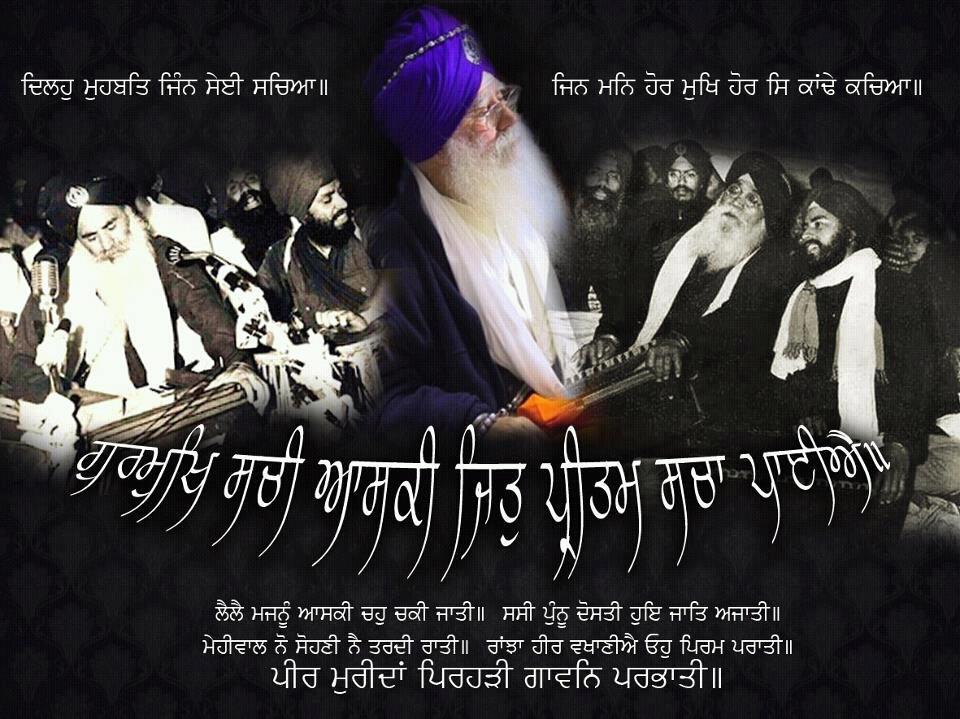 ਦਿਲਹੁ ਮੁਹਬਤਿ ਜਿੰਨ ਸੇਈ ਸਚਿਆ॥
ਜਿਨ ਮਨਿ ਹੋਰ ਮੁਖਿ ਹੋਰ ਸਿ ਕਾਂਢੇ ਕਚਿਆ॥
ਗੁਰਮੁਖਿ ਸਚੀ ਆਸਕੀ ਜਿਤੁ ਪ੍ਰੀਤਮ ਸਚਾ ਪਾਈਐ॥
ਲੈਲੈ ਮਜਨੂੰ ਆਸਕੀ ਚਹੁ ਚਕੀ ਜਾਤੀ॥ ਸਸੀ ਪੁੰਨੂ ਦੋਸਤੀ ਹੁਇ ਜਾਤਿ ਅਜਾਤੀ॥
ਮੇਹੀਵਾਲ ਨੋ ਸੋਹਣੀ ਨੈ ਤਰਦੀ ਰਾਤੀ॥ ਰਾਂਝਾ ਹੀਰ ਵਖਾਣੀਐ ਓਹੁ ਪਿਰਮ ਪਰਾਤੀ॥
ਪੀਰ ਮੁਰੀਦਾਂ ਪਿਰਹੜੀ ਗਾਵਨਿ ਪਰਭਾਤੀ॥